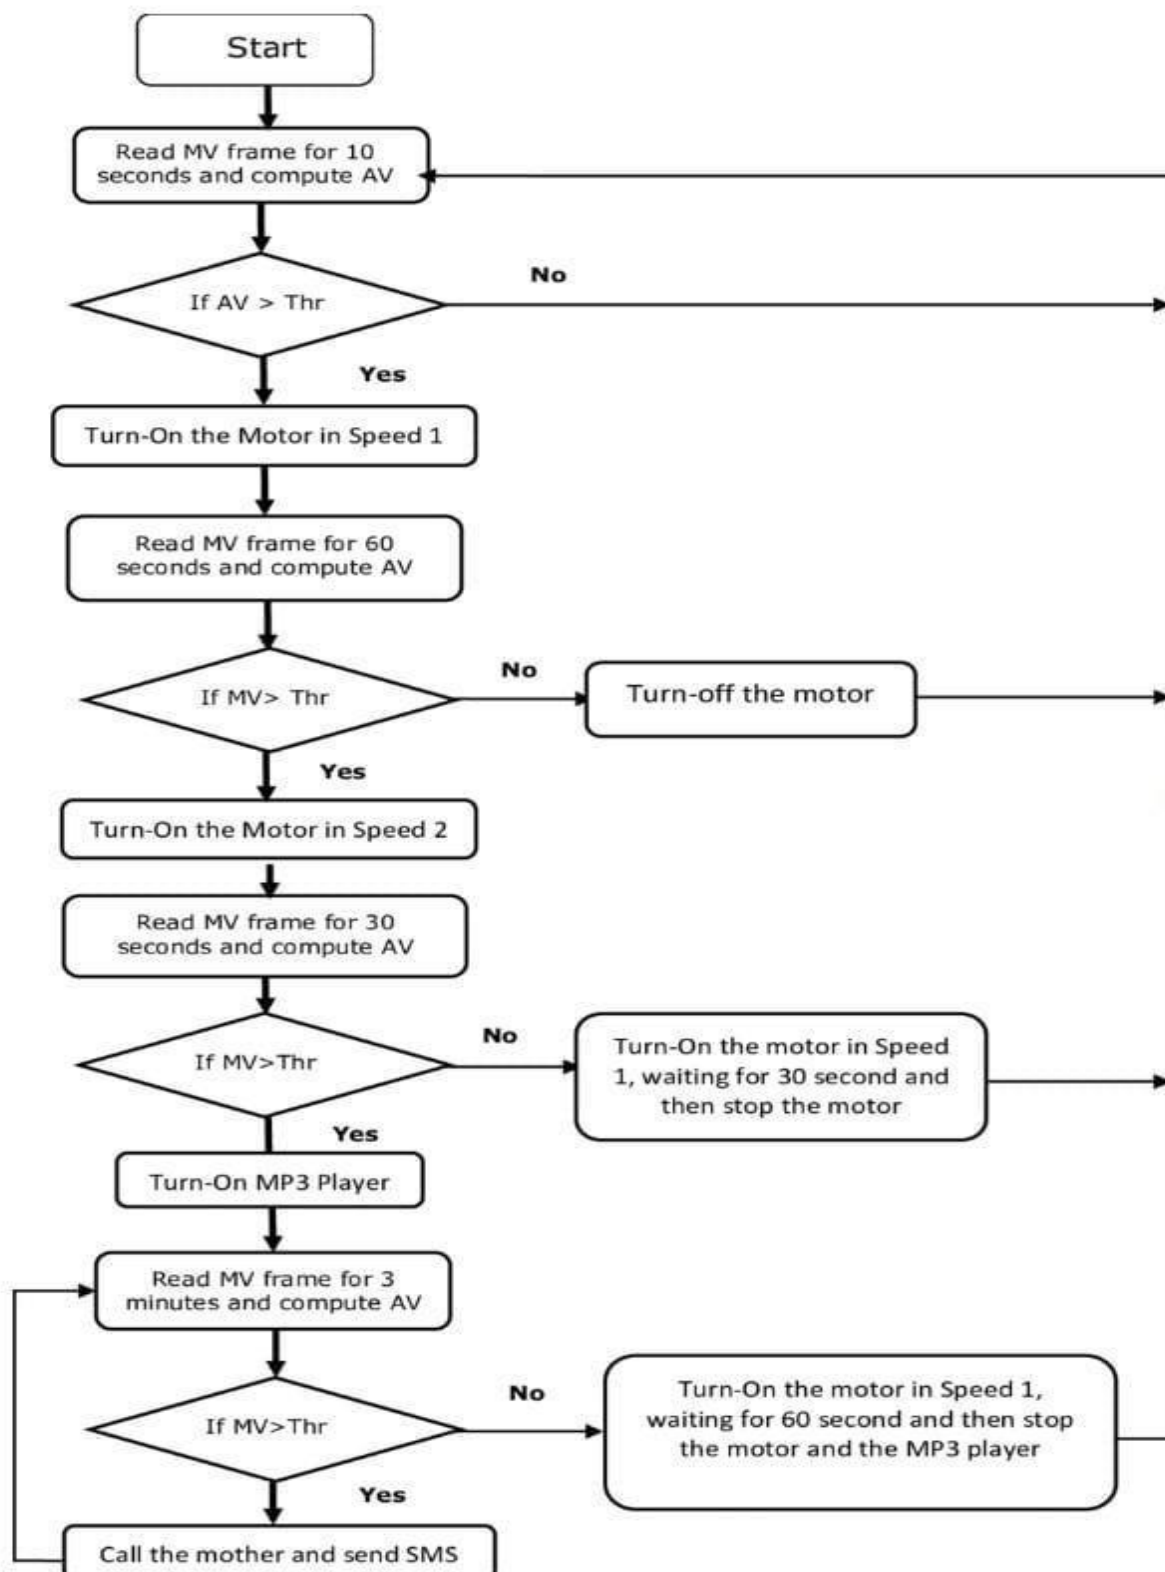 Start
Read MV frame for 10
seconds and compute AV
If AV > Thr
No
Yes
Turn-On the Motor in Speed 1
Read MV frame for 60
seconds and compute AV
If MV> Thr
No
Turn-off the motor
Yes
Turn-On the Motor in Speed 2
Read MV frame for 30
seconds and compute AV
If MV>Thr
No
Turn-On the motor in Speed
1, waiting for 30 second and
then stop the motor
Yes
Turn-On MP3 Player
Read MV frame for 3
minutes and compute AV
If MV>Thr
No
Turn-On the motor in Speed 1,
waiting for 60 second and then stop
the motor and the MP3 player
Yes
Call the mother and send SMS